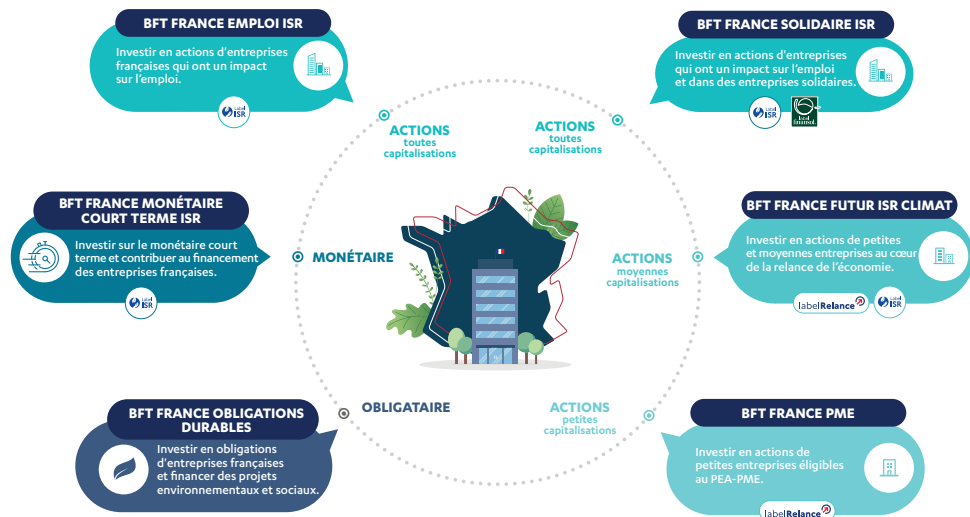 BFT FRANCE EMPLOI ISR
Investir en actions d'entreprises
françaises qui ont un impact
sur l'emploi.
Label
ISR
BFT FRANCE SOLIDAIRE ISR
Investir en actions d'entreprises
qui ont un impact sur l'emploi
et dans des entreprises solidaires.
Label
ISR
label
finansol
ACTIONS
toutes
capitalisations
ACTIONS
toutes
capitalisations
BFT FRANCE MONÉTAIRE
COURT TERME ISR
Investir sur le monétaire court
terme et contribuer au financement
des entreprises françaises.
Label
ISR
MONÉTAIRE
ACTIONS
moyennes
capitalisations
BFT FRANCE FUTUR ISR CLIMAT
Investir en actions de petites
et moyennes entreprises au cœur
de la relance de l'économie.
labelRelance
Label
ISR
BFT FRANCE OBLIGATIONS
DURABLES
Investir en obligations
d'entreprises françaises
et financer des projets
environnementaux et sociaux.
OBLIGATAIRE
ACTIONS
petites
capitalisations
BFT FRANCE PME
Investir en actions de
petites entreprises éligibles
au PEA-PME.
labelRelance